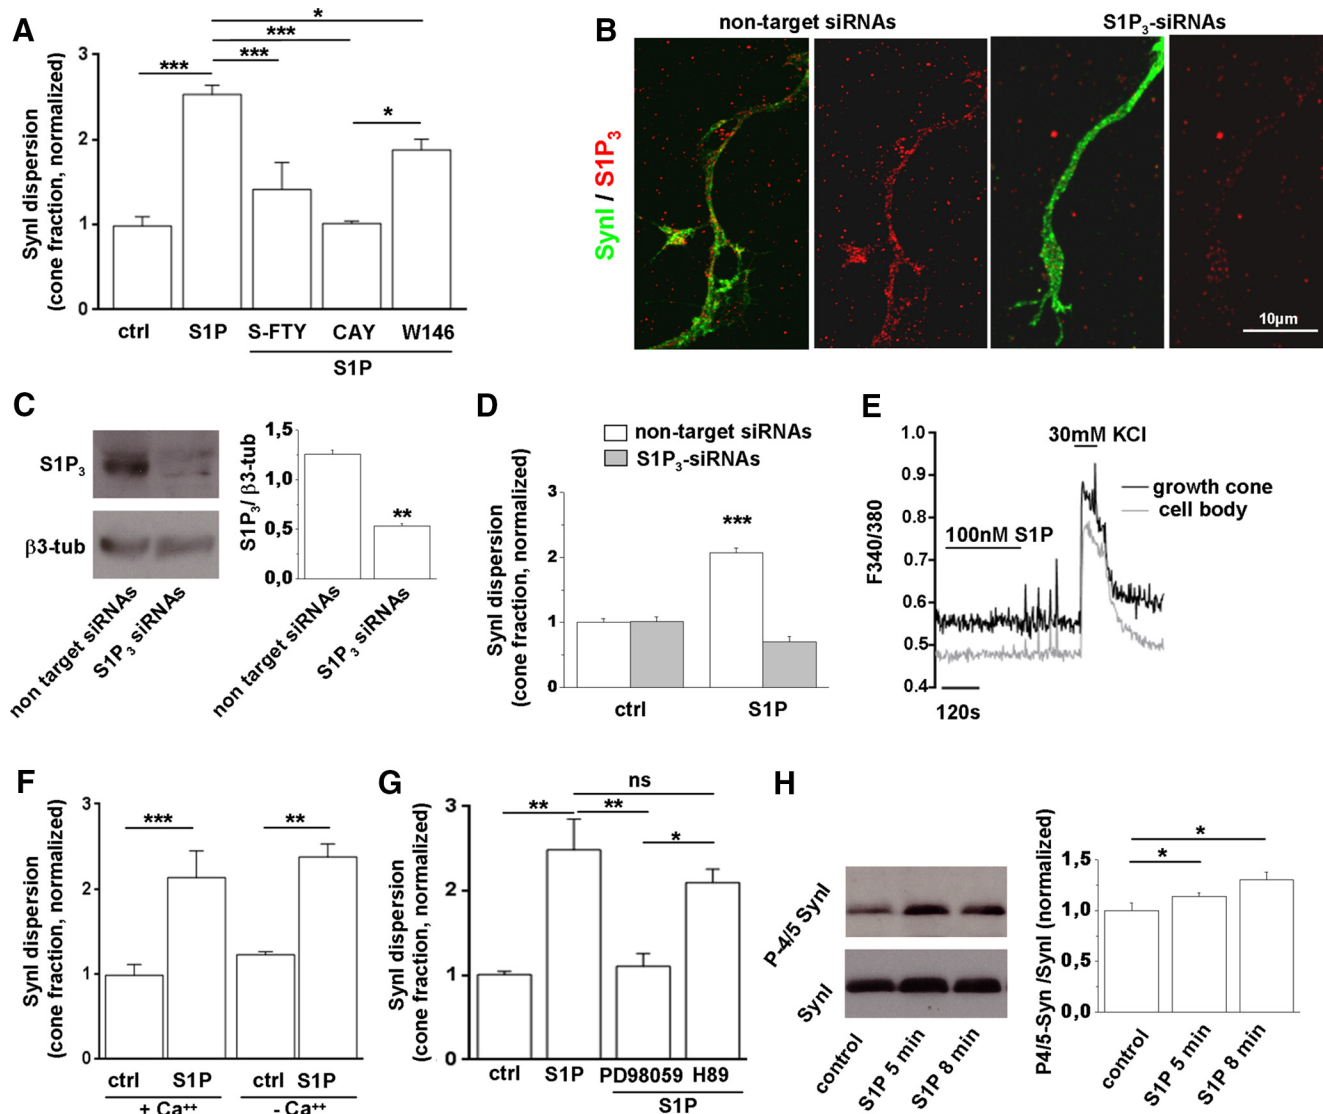 A
SynI dispersion
(cone fraction, normalized)
3
2
1
0
***
***
***
*
*
ctrl S1P S-FTY CAY W146
S1P
B
non-target siRNAs S1P3-siRNAs
SynI / S1P3
10µm
C
S1P3
β3-tub
non target siRNAs
S1P3 siRNAs
S1P3/ β3-tub
1,5
1,0
0,5
0,0
**
non target siRNAs
S1P3 siRNAs
D
non-target siRNAs
S1P3-siRNAs
SynI dispersion
(cone fraction, normalized)
3
2
1
0
***
ctrl S1P
E
F340/380
1.0
0.9
0.8
0.7
0.6
0.5
0.4
30mM KCl
growth cone
cell body
100nM S1P
120s
F
SynI dispersion
(cone fraction, normalized)
3
2
1
0
***
**
ctrl S1P ctrl S1P
+ Ca++ - Ca++
G
SynI dispersion
(cone fraction, normalized)
3
2
1
0
ns
**
**
*
ctrl S1P PD98059 H89
S1P
H
P-4/5 SynI
SynI
control
S1P 5 min
S1P 8 min
P4/5-Syn /SynI (normalized)
1,5
1,0
0,5
0,0
*
*
control
S1P 5 min
S1P 8 min